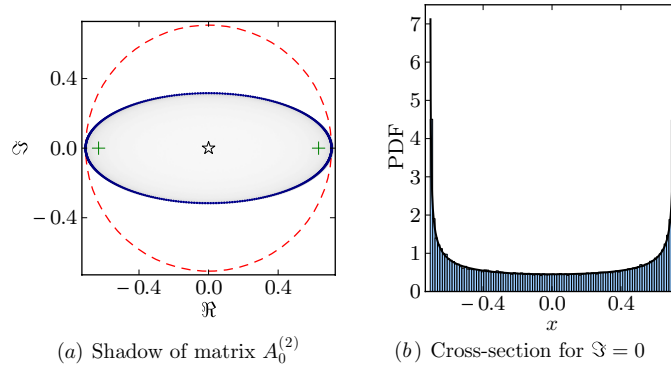 0.4
0.0
−0.4
ℑ
−0.4 0.0 0.4
ℜ
(a) Shadow of matrix A_0^{(2)}
7
6
5
4
3
2
1
0
PDF
−0.4 0.0 0.4
x
(b) Cross-section for ℑ = 0